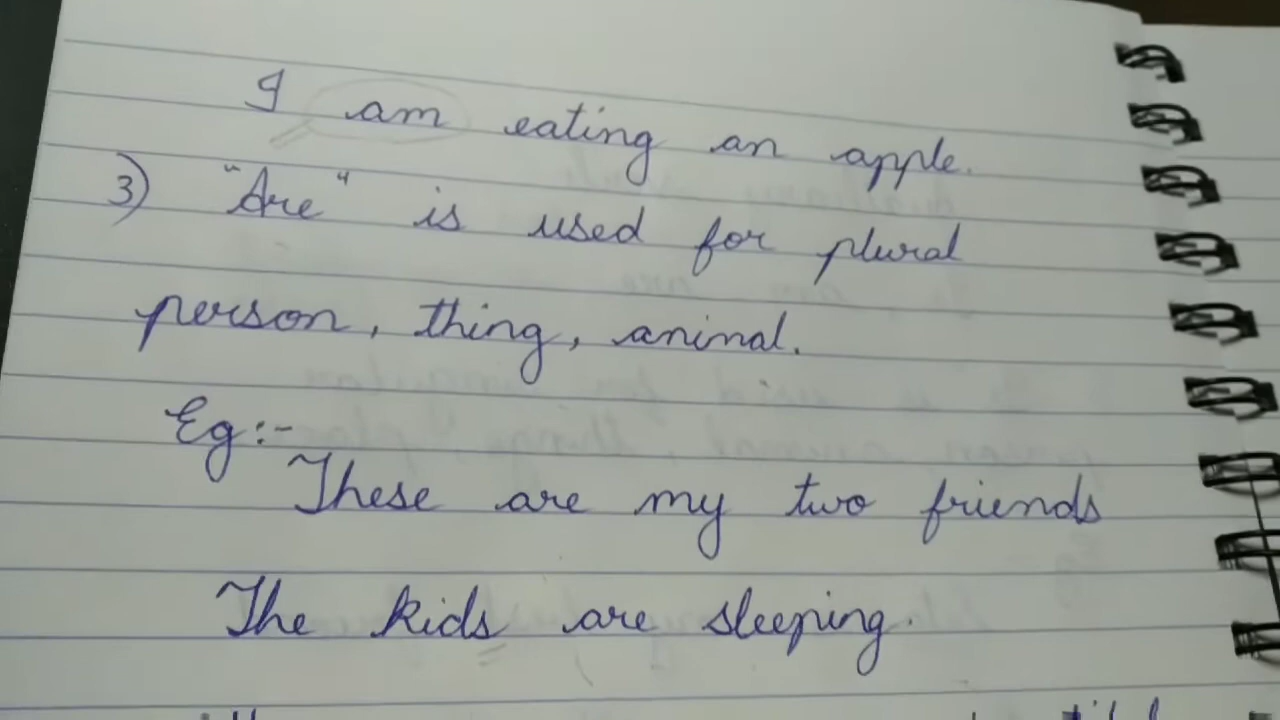 I am eating an apple.
3) "Are" is used for plural
person, thing, animal.
Eg:-
These are my two friends
The kids are sleeping.